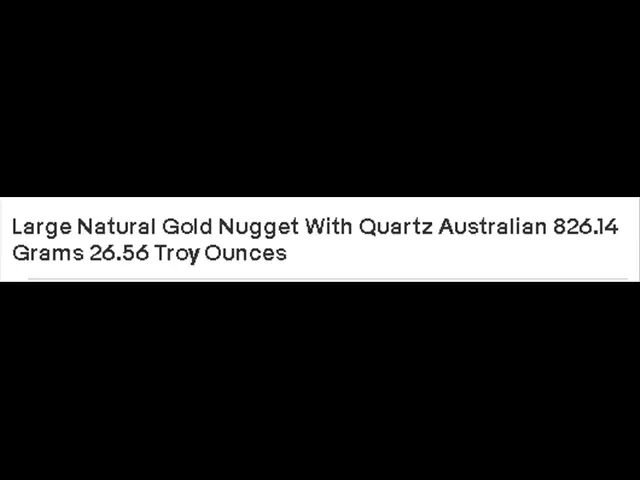 Large Natural Gold Nugget With Quartz Australian 826.14
Grams 26.56 Troy Ounces